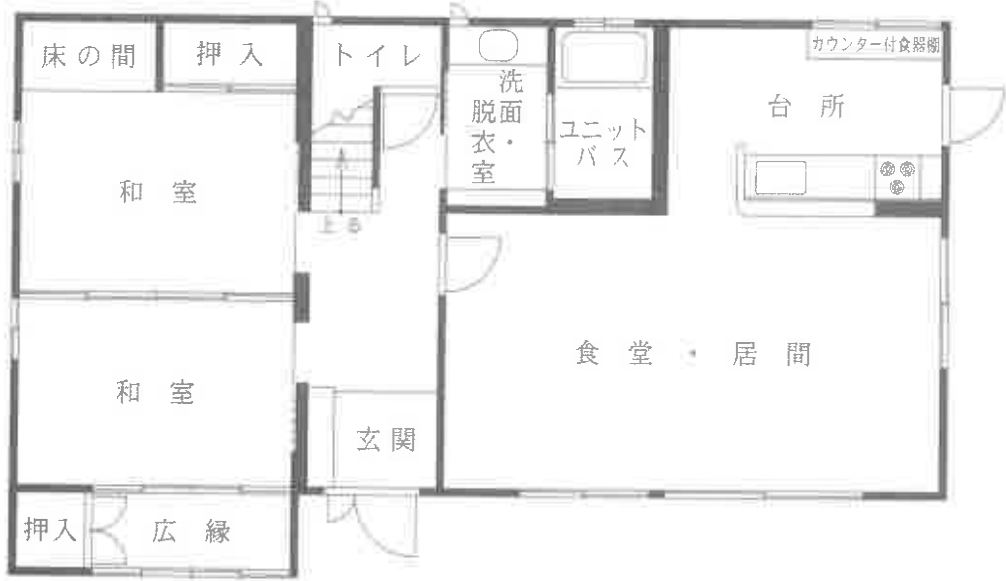 床の間
押入
トイレ
洗面・
脱衣室
ユニット
バス
カウンター付食器棚
台所
和室
上る
食堂・居間
和室
玄関
押入
広縁